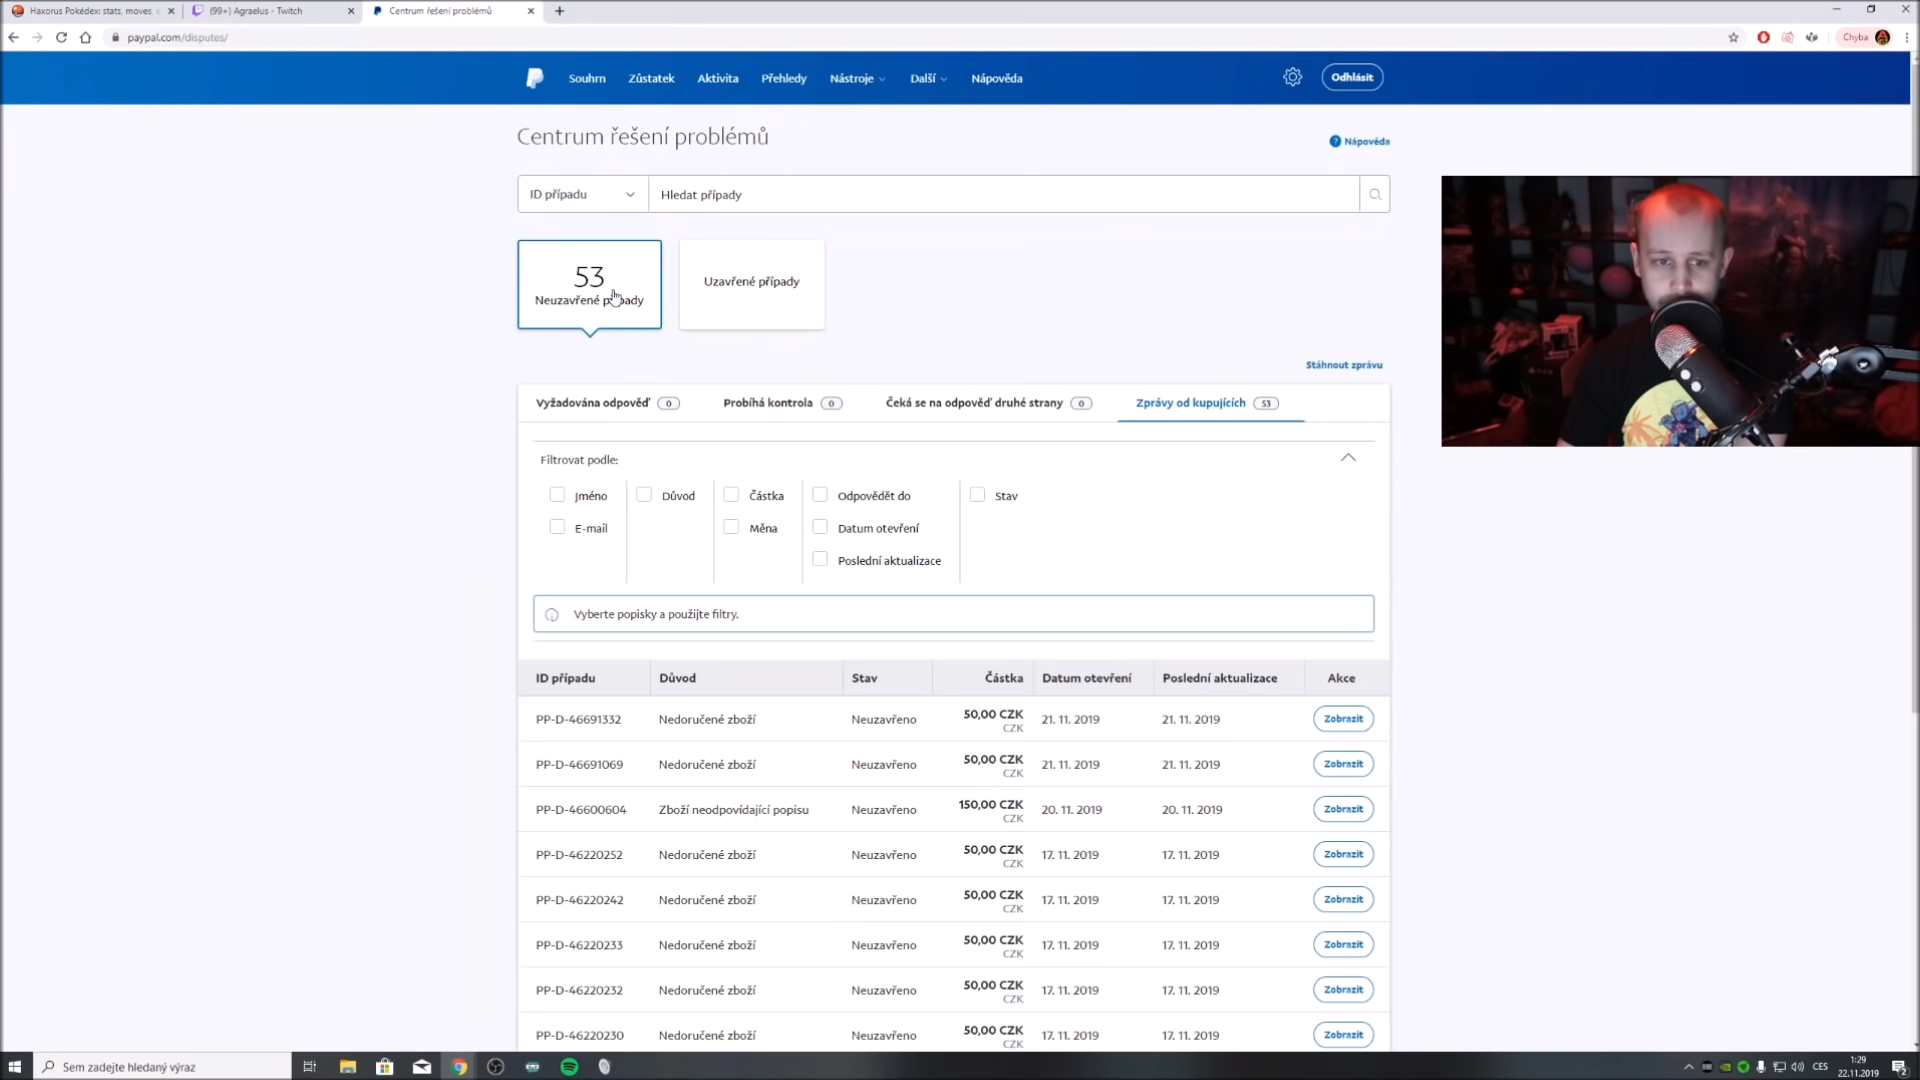 Haxorus Pokédex: stats, moves,
(99+) Agraelus - Twitch
Centrum řešení problémů
paypal.com/disputes/
Chyba
Souhrn Zůstatek Aktivita Přehledy Nástroje Další Nápověda
Odhlásit
Centrum řešení problémů
Nápověda
ID případu Hledat případy
53
Neuzavřené případy
Uzavřené případy
Stáhnout zprávu
Vyžadována odpověď 0 Probíhá kontrola 0 Čeká se na odpověď druhé strany 0 Zprávy od kupujících 53
Filtrovat podle:
Jméno Důvod Částka Odpovědět do Stav
E-mail Měna Datum otevření
Poslední aktualizace
Vyberte popisky a použijte filtry.
ID případu Důvod Stav Částka Datum otevření Poslední aktualizace Akce
PP-D-46691332 Nedoručené zboží Neuzavřeno 50,00 CZK 21. 11. 2019 21. 11. 2019 Zobrazit
CZK
PP-D-46691069 Nedoručené zboží Neuzavřeno 50,00 CZK 21. 11. 2019 21. 11. 2019 Zobrazit
CZK
PP-D-46600604 Zboží neodpovídající popisu Neuzavřeno 150,00 CZK 20. 11. 2019 20. 11. 2019 Zobrazit
CZK
PP-D-46220252 Nedoručené zboží Neuzavřeno 50,00 CZK 17. 11. 2019 17. 11. 2019 Zobrazit
CZK
PP-D-46220242 Nedoručené zboží Neuzavřeno 50,00 CZK 17. 11. 2019 17. 11. 2019 Zobrazit
CZK
PP-D-46220233 Nedoručené zboží Neuzavřeno 50,00 CZK 17. 11. 2019 17. 11. 2019 Zobrazit
CZK
PP-D-46220232 Nedoručené zboží Neuzavřeno 50,00 CZK 17. 11. 2019 17. 11. 2019 Zobrazit
CZK
PP-D-46220230 Nedoručené zboží Neuzavřeno 50,00 CZK 17. 11. 2019 17. 11. 2019 Zobrazit
CZK
Sem zadejte hledaný výraz
CES
1:29
22.11.2019
2